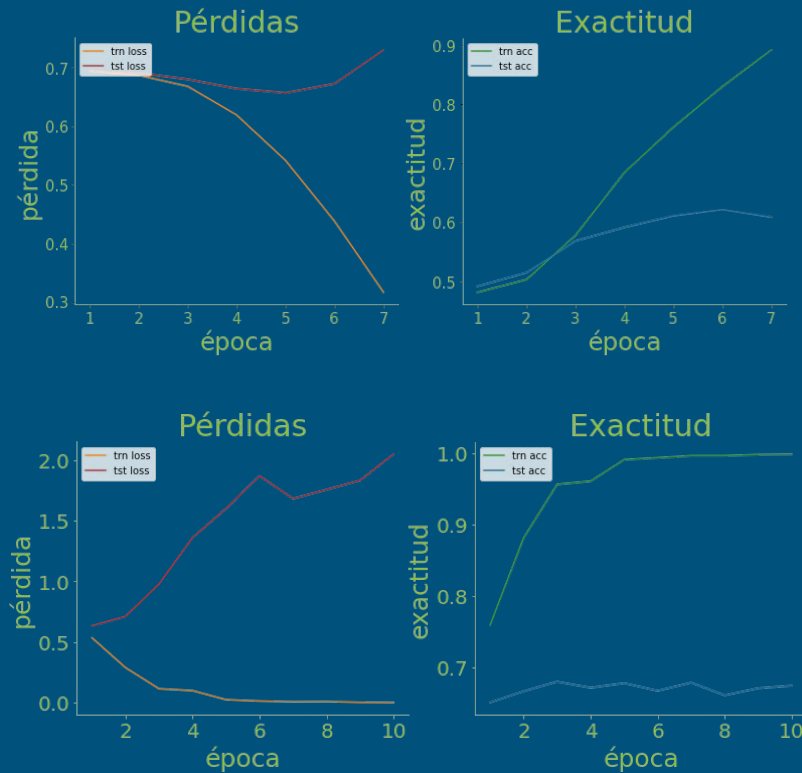 Pérdidas
trn loss
tst loss
0.7
0.6
0.5
0.4
0.3
pérdida
1 2 3 4 5 6 7
época
Exactitud
trn acc
tst acc
0.9
0.8
0.7
0.6
0.5
exactitud
1 2 3 4 5 6 7
época
Pérdidas
trn loss
tst loss
2.0
1.5
1.0
0.5
0.0
pérdida
2 4 6 8 10
época
Exactitud
trn acc
tst acc
1.0
0.9
0.8
0.7
exactitud
2 4 6 8 10
época